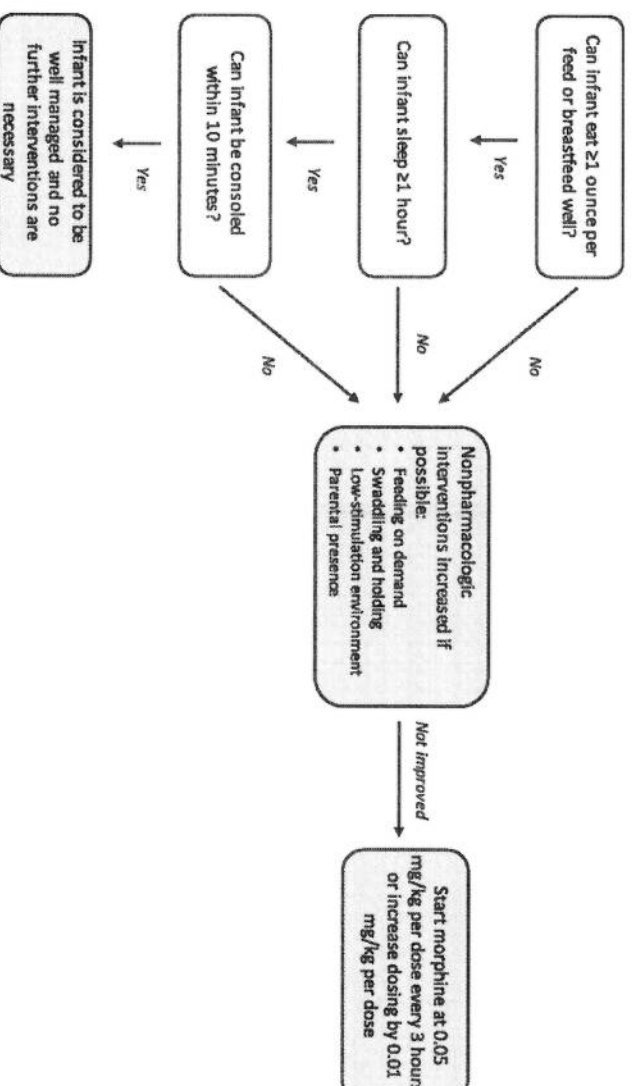 Can infant eat ≥1 ounce per
feed or breastfeed well?
Yes
No
Can infant sleep ≥1 hour?
Yes
No
Can infant be consoled
within 10 minutes?
Yes
No
Infant is considered to be
well managed and no
further interventions are
necessary
Nonpharmacologic
interventions increased if
possible:
• Feeding on demand
• Swaddling and holding
• Low-stimulation environment
• Parental presence
Not improved
Start morphine at 0.05
mg/kg per dose every 3 hour
or increase dosing by 0.01
mg/kg per dose